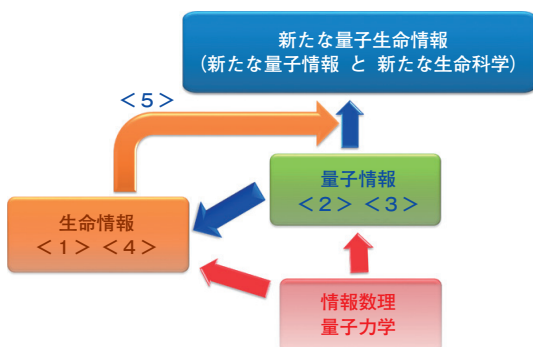 新たな量子生命情報
(新たな量子情報 と 新たな生命科学)
<5>
量子情報
<2> <3>
生命情報
<1> <4>
情報数理
量子力学